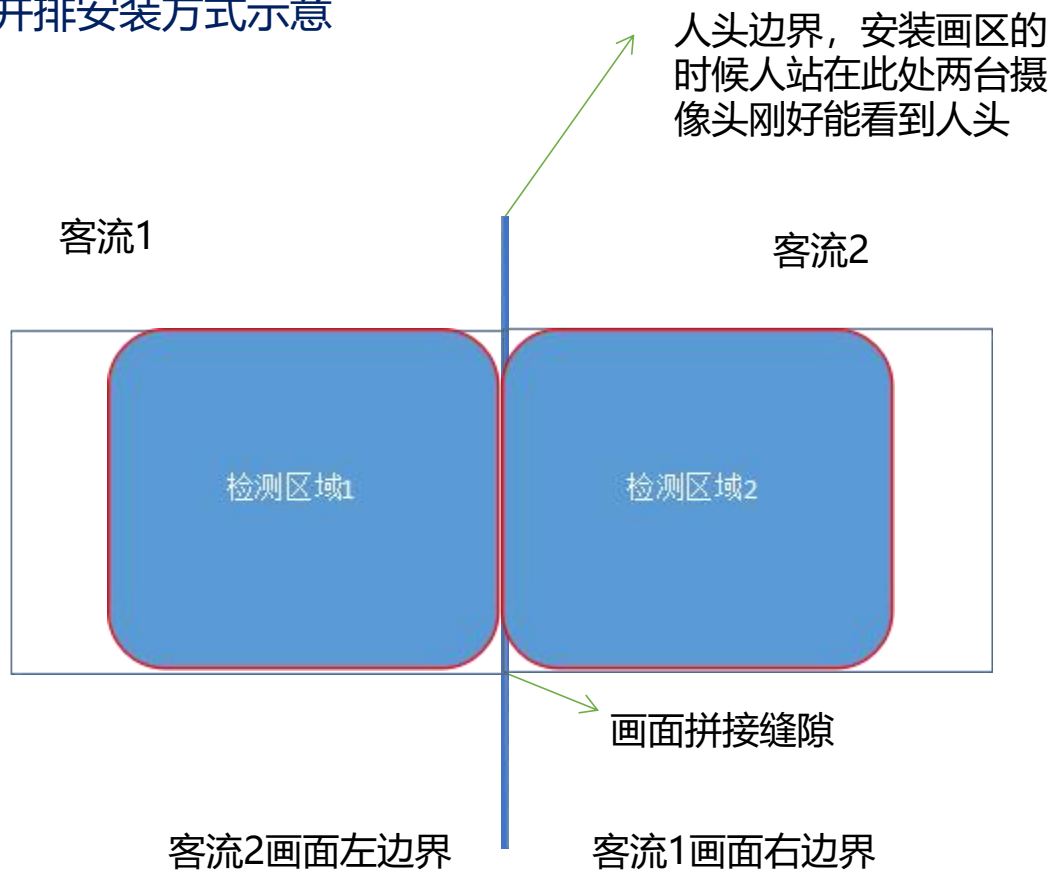 并排安装方式示意
人头边界，安装画区的
时候人站在此处两台摄
像头刚好能看到人头
客流1
客流2
检测区域1
检测区域2
画面拼接缝隙
客流2画面左边界
客流1画面右边界